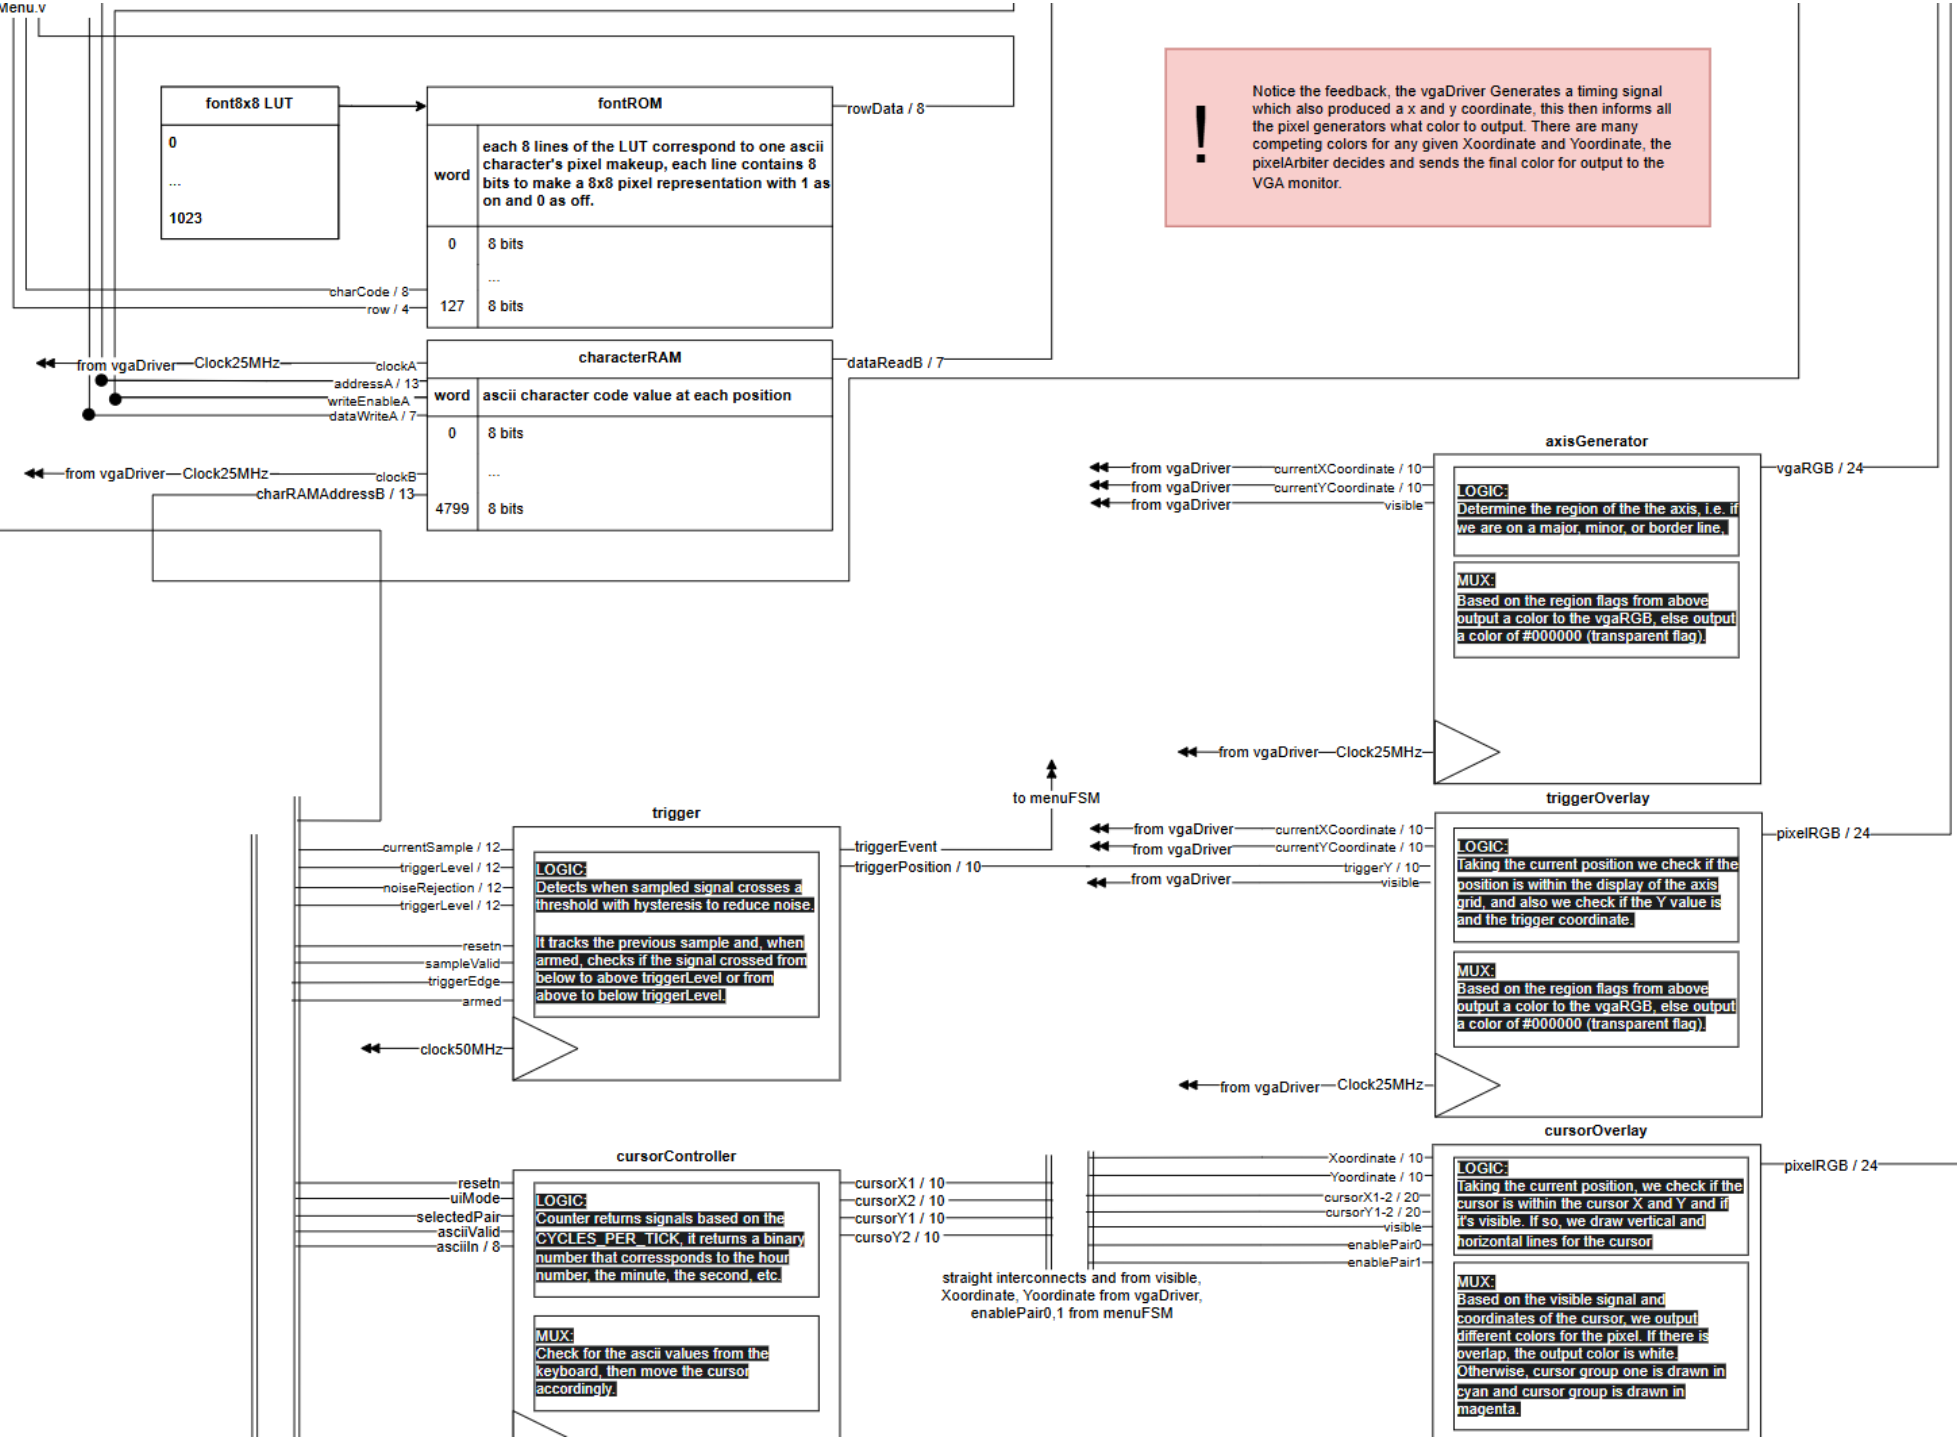 Menu.v
font8x8 LUT
0
...
1023
fontROM
word
each 8 lines of the LUT correspond to one ascii
character's pixel makeup, each line contains 8
bits to make a 8x8 pixel representation with 1 as
on and 0 as off.
0 8 bits
...
127 8 bits
rowData / 8
charCode / 8
row / 4
!
Notice the feedback, the vgaDriver Generates a timing signal
which also produced a x and y coordinate, this then informs all
the pixel generators what color to output. There are many
competing colors for any given Xoordinate and Yoordinate, the
pixelArbiter decides and sends the final color for output to the
VGA monitor.
characterRAM
word ascii character code value at each position
0 8 bits
...
4799 8 bits
dataReadB / 7
from vgaDriver Clock25MHz clockA
addressA / 13
writeEnableA
dataWriteA / 7
from vgaDriver Clock25MHz clockB
charRAMAddressB / 13
axisGenerator
from vgaDriver currentXCoordinate / 10
from vgaDriver currentYCoordinate / 10
from vgaDriver visible
vgaRGB / 24
LOGIC:
Determine the region of the the axis, i.e. if
we are on a major, minor, or border line,
MUX:
Based on the region flags from above
output a color to the vgaRGB, else output
a color of #000000 (transparent flag).
from vgaDriver Clock25MHz
to menuFSM
trigger
currentSample / 12
triggerLevel / 12
noiseRejection / 12
triggerLevel / 12
resetn
sampleValid
triggerEdge
armed
clock50MHz
LOGIC:
Detects when sampled signal crosses a
threshold with hysteresis to reduce noise.
It tracks the previous sample and, when
armed, checks if the signal crossed from
below to above triggerLevel or from
above to below triggerLevel.
triggerEvent
triggerPosition / 10
triggerOverlay
from vgaDriver currentXCoordinate / 10
from vgaDriver currentYCoordinate / 10
triggerY / 10
from vgaDriver visible
pixelRGB / 24
LOGIC:
Taking the current position we check if the
position is within the display of the axis
grid, and also we check if the Y value is
and the trigger coordinate.
MUX:
Based on the region flags from above
output a color to the vgaRGB, else output
a color of #000000 (transparent flag).
from vgaDriver Clock25MHz
cursorController
resetn
uiMode
selectedPair
asciiValid
asciiIn / 8
LOGIC:
Counter returns signals based on the
CYCLES_PER_TICK, it returns a binary
number that corressponds to the hour
number, the minute, the second, etc.
MUX:
Check for the ascii values from the
keyboard, then move the cursor
accordingly.
cursorX1 / 10
cursorX2 / 10
cursorY1 / 10
cursoY2 / 10
straight interconnects and from visible,
Xoordinate, Yoordinate from vgaDriver,
enablePair0,1 from menuFSM
cursorOverlay
Xoordinate / 10
Yoordinate / 10
cursorX1-2 / 20
cursorY1-2 / 20
visible
enablePair0
enablePair1
pixelRGB / 24
LOGIC:
Taking the current position, we check if the
cursor is within the cursor X and Y and if
it's visible. If so, we draw vertical and
horizontal lines for the cursor
MUX:
Based on the visible signal and
coordinates of the cursor, we output
different colors for the pixel. If there is
overlap, the output color is white.
Otherwise, cursor group one is drawn in
cyan and cursor group is drawn in
magenta.